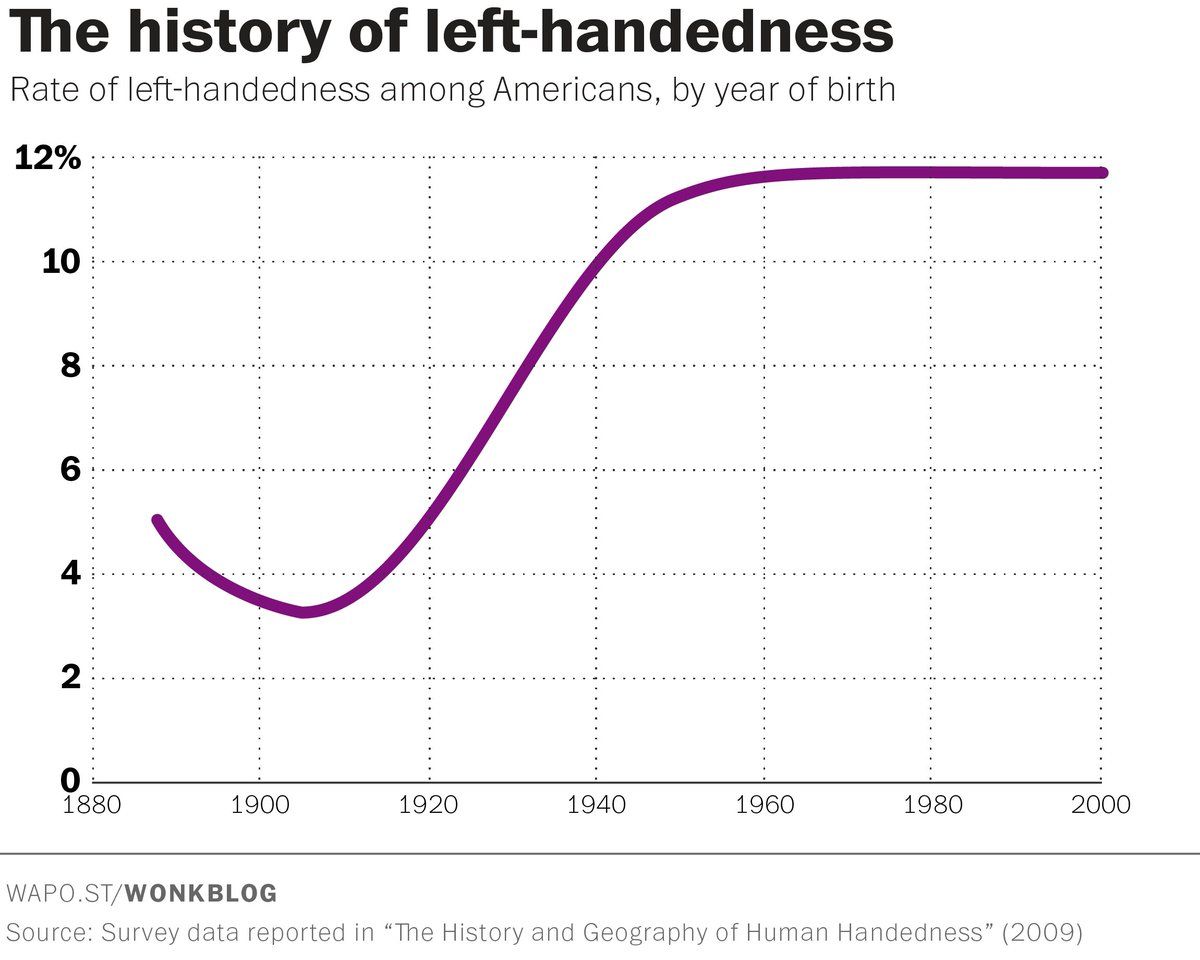 The history of left-handedness
Rate of left-handedness among Americans, by year of birth
12%
10
8
6
4
2
0
1880 1900 1920 1940 1960 1980 2000
WAPO.ST/WONKBLOG
Source: Survey data reported in “The History and Geography of Human Handedness” (2009)